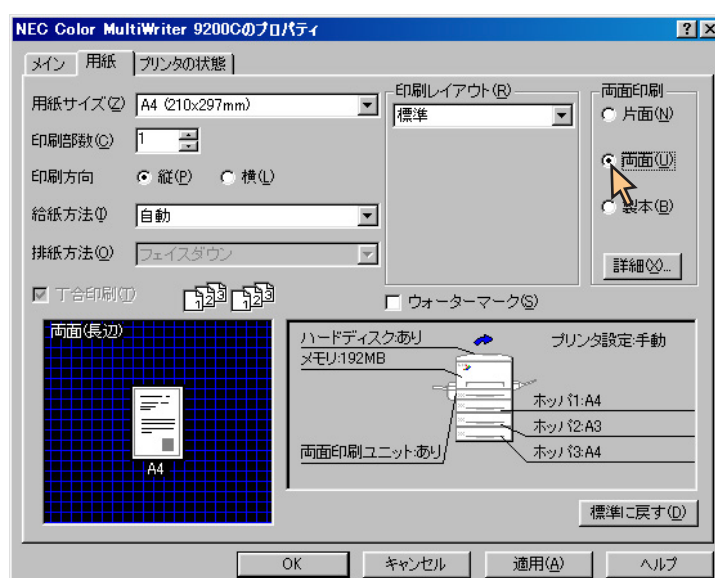 NEC Color MultiWriter 9200Cのプロパティ
メイン 用紙 プリンタの状態
用紙サイズ(Z) A4 (210x297mm)
印刷部数(C) 1
印刷方向 縦(P) 横(L)
給紙方法(I) 自動
排紙方法(O) フェイスダウン
丁合印刷(T) 123 123
印刷レイアウト(R)
標準
両面印刷
片面(N)
両面(U)
製本(B)
詳細(X)...
ウォーターマーク(S)
両面(長辺)
A4
ハードディスク:あり プリンタ設定:手動
メモリ:192MB
ホッパ1:A4
ホッパ2:A3
両面印刷ユニット:あり ホッパ3:A4
標準に戻す(D)
OK キャンセル 適用(A) ヘルプ